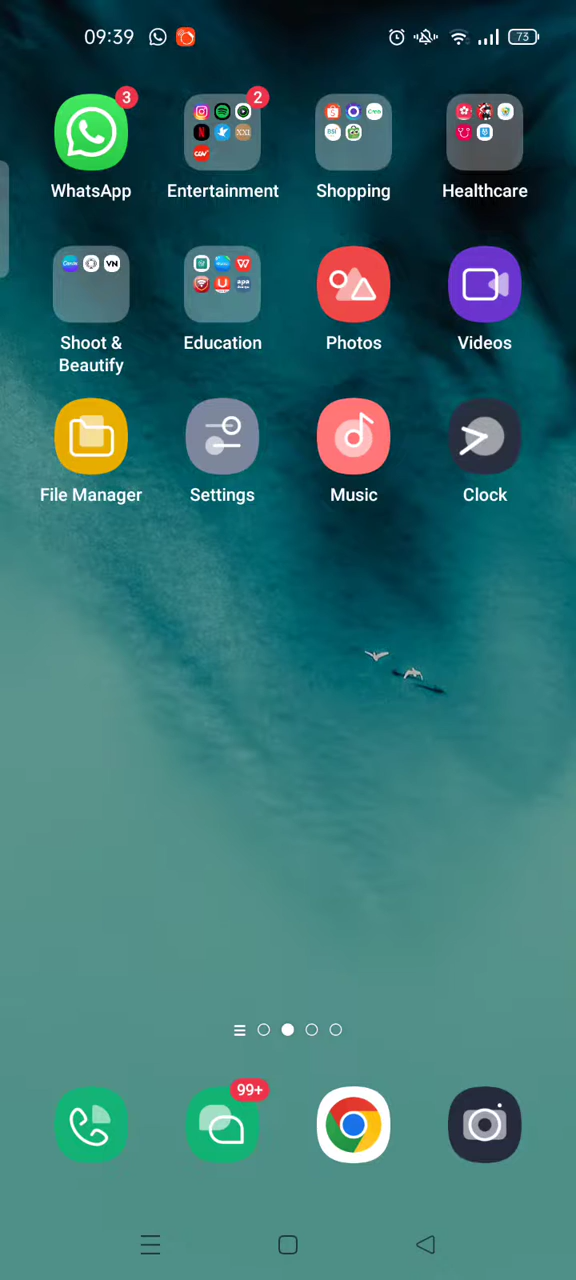 09:39
73
3
2
WhatsApp
Entertainment
Shopping
Healthcare
VN
Shoot &
Beautify
Education
Photos
Videos
File Manager
Settings
Music
Clock
99+